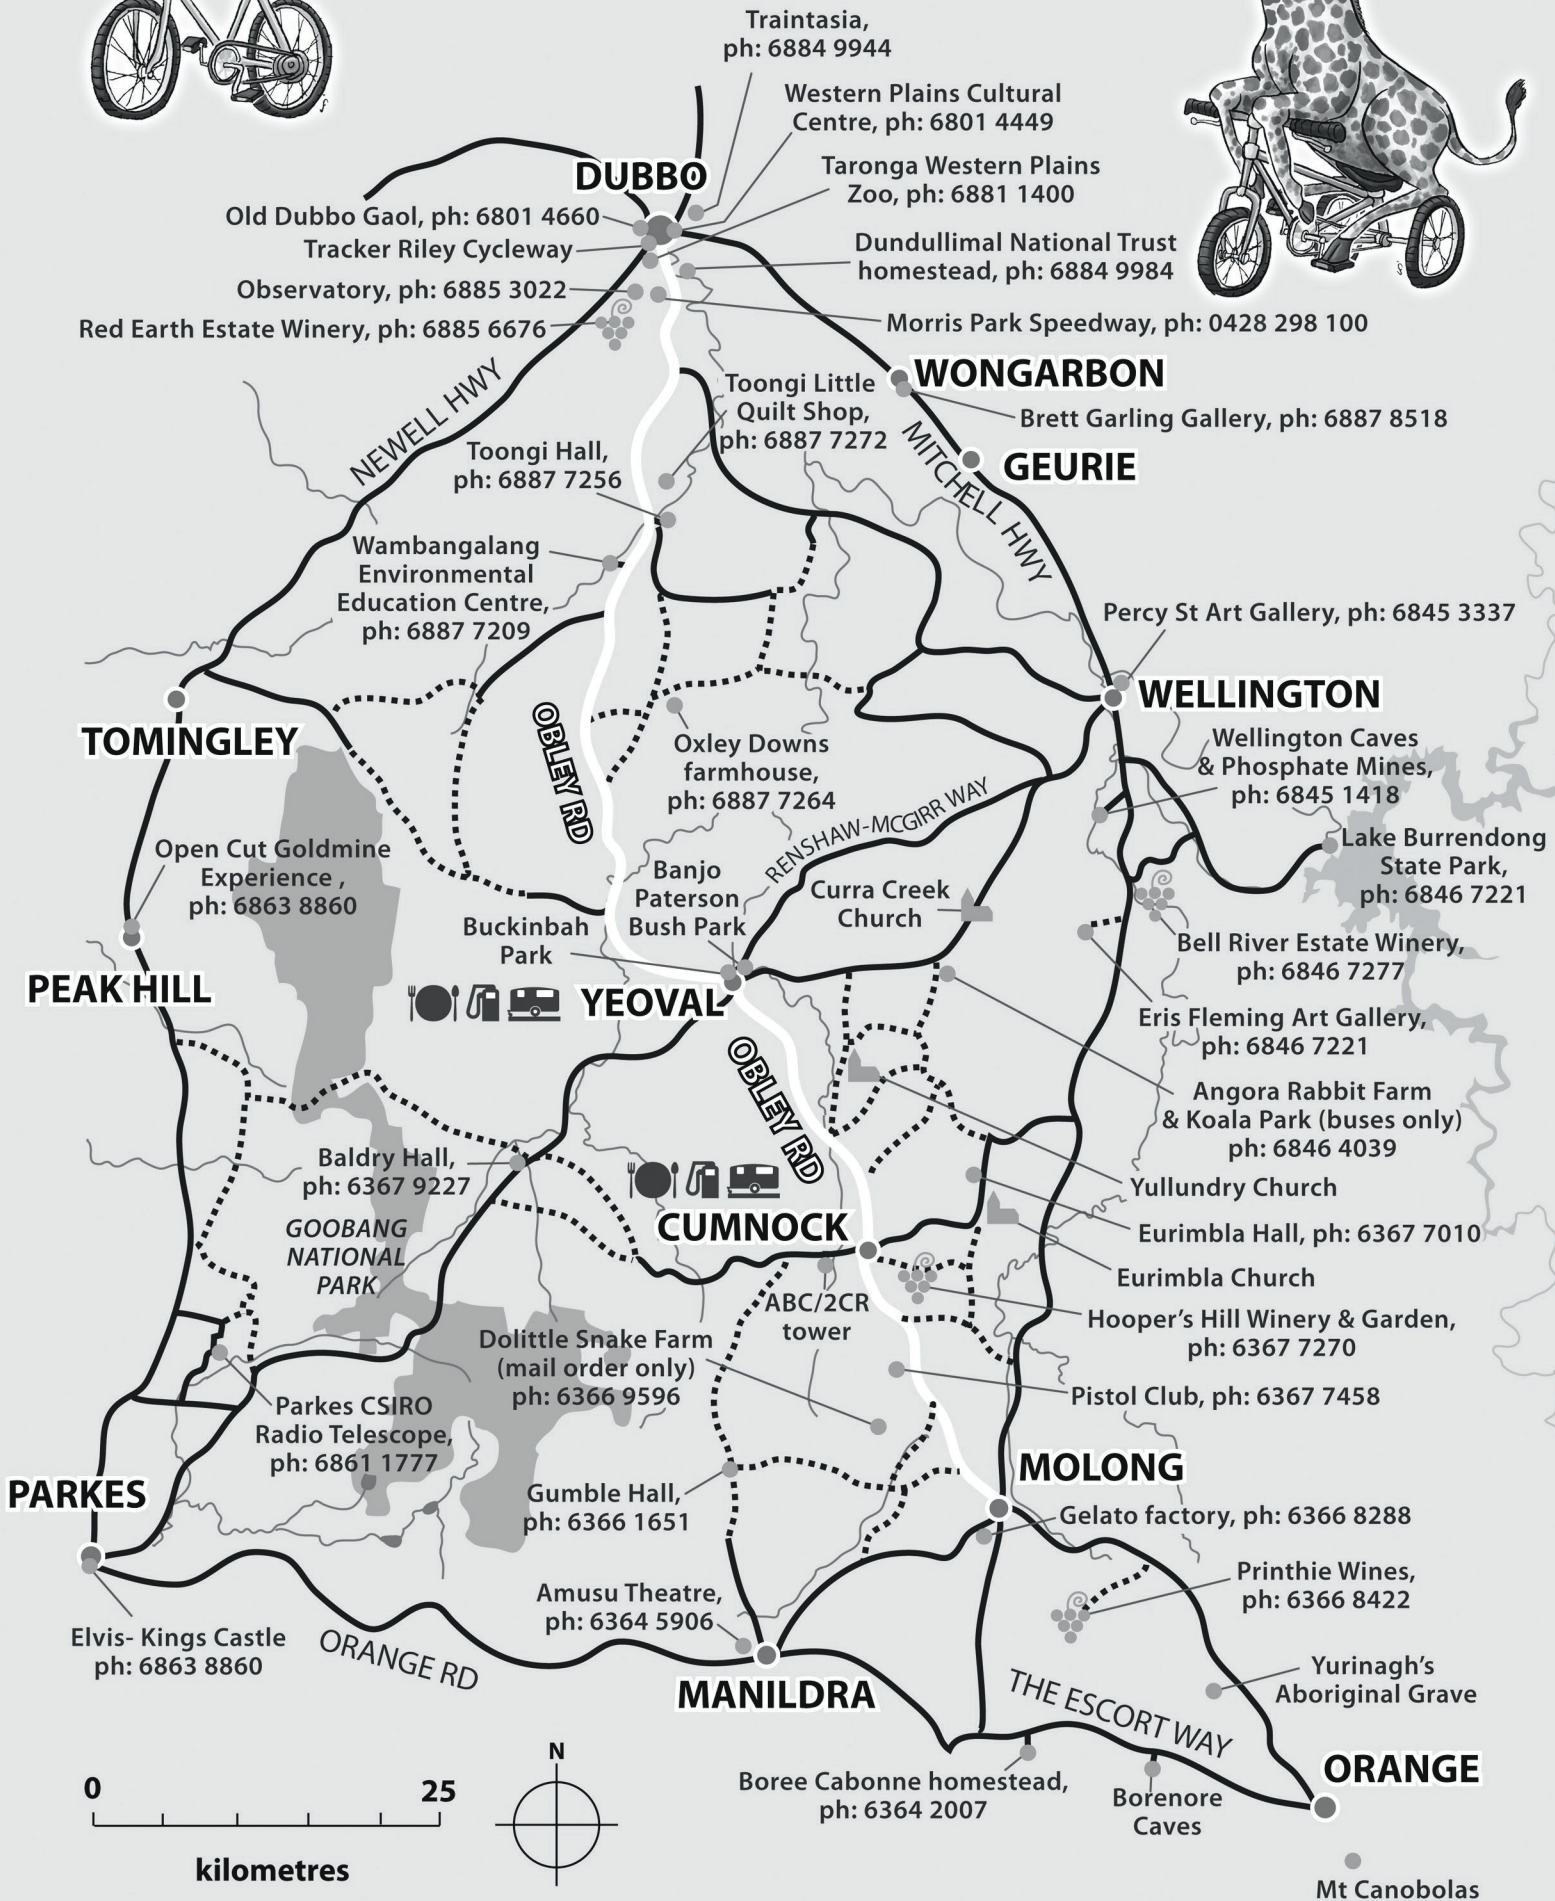 Traintasia,
ph: 6884 9944
Western Plains Cultural
Centre, ph: 6801 4449
DUBBO
Taronga Western Plains
Zoo, ph: 6881 1400
Old Dubbo Gaol, ph: 6801 4660
Tracker Riley Cycleway
Dundullimal National Trust
homestead, ph: 6884 9984
Observatory, ph: 6885 3022
Red Earth Estate Winery, ph: 6885 6676
Morris Park Speedway, ph: 0428 298 100
WONGARBON
Brett Garling Gallery, ph: 6887 8518
NEWELL HWY
Toongi Little
Quilt Shop,
ph: 6887 7272
MITCHELL HWY
GEURIE
Toongi Hall,
ph: 6887 7256
Wambangalang
Environmental
Education Centre,
ph: 6887 7209
Percy St Art Gallery, ph: 6845 3337
WELLINGTON
TOMINGLEY
OBLEY RD
Oxley Downs
farmhouse,
ph: 6887 7264
Wellington Caves
& Phosphate Mines,
ph: 6845 1418
RENSHAW-MCGIRR WAY
Lake Burrendong
State Park,
ph: 6846 7221
Open Cut Goldmine
Experience ,
ph: 6863 8860
Banjo
Paterson
Bush Park
Curra Creek
Church
Buckinbah
Park
Bell River Estate Winery,
ph: 6846 7277
PEAK HILL
YEOVAL
Eris Fleming Art Gallery,
ph: 6846 7221
OBLEY RD
Angora Rabbit Farm
& Koala Park (buses only)
ph: 6846 4039
Baldry Hall,
ph: 6367 9227
Yullundry Church
GOOBANG
NATIONAL
PARK
CUMNOCK
Eurimbla Hall, ph: 6367 7010
Eurimbla Church
ABC/2CR
tower
Hooper's Hill Winery & Garden,
ph: 6367 7270
Dolittle Snake Farm
(mail order only)
ph: 6366 9596
Pistol Club, ph: 6367 7458
Parkes CSIRO
Radio Telescope,
ph: 6861 1777
MOLONG
PARKES
Gumble Hall,
ph: 6366 1651
Gelato factory, ph: 6366 8288
Printhie Wines,
ph: 6366 8422
Amusu Theatre,
ph: 6364 5906
Elvis- Kings Castle
ph: 6863 8860
ORANGE RD
MANILDRA
Yurinagh's
Aboriginal Grave
THE ESCORT WAY
ORANGE
Boree Cabonne homestead,
ph: 6364 2007
Borenore
Caves
N
0 25
kilometres
Mt Canobolas